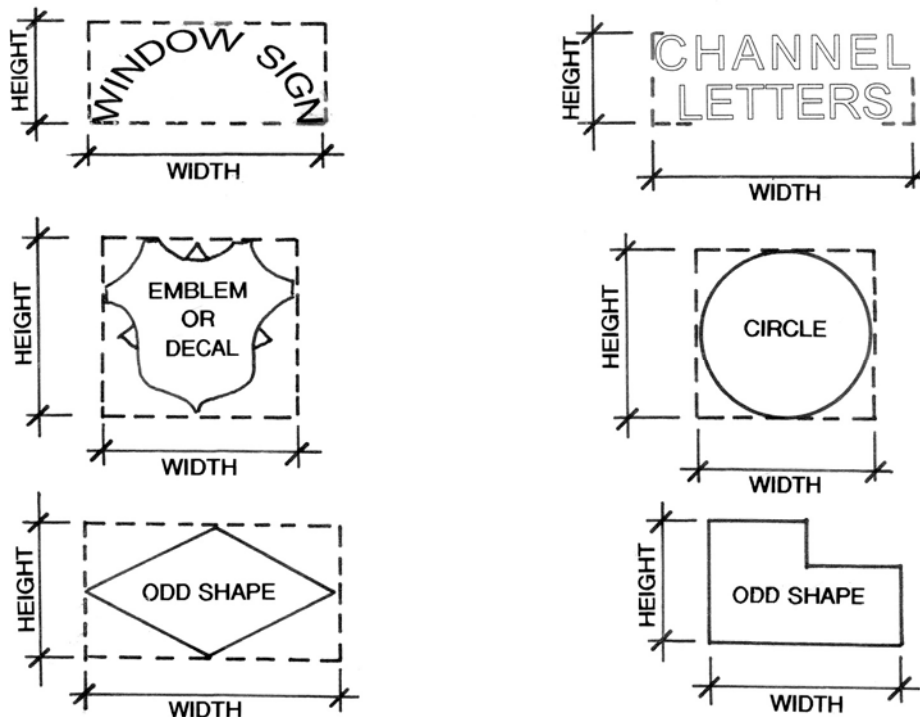 HEIGHT
WINDOW SIGN
WIDTH
HEIGHT
CHANNEL
LETTERS
WIDTH
HEIGHT
EMBLEM
OR
DECAL
WIDTH
HEIGHT
CIRCLE
WIDTH
HEIGHT
ODD SHAPE
WIDTH
HEIGHT
ODD SHAPE
WIDTH